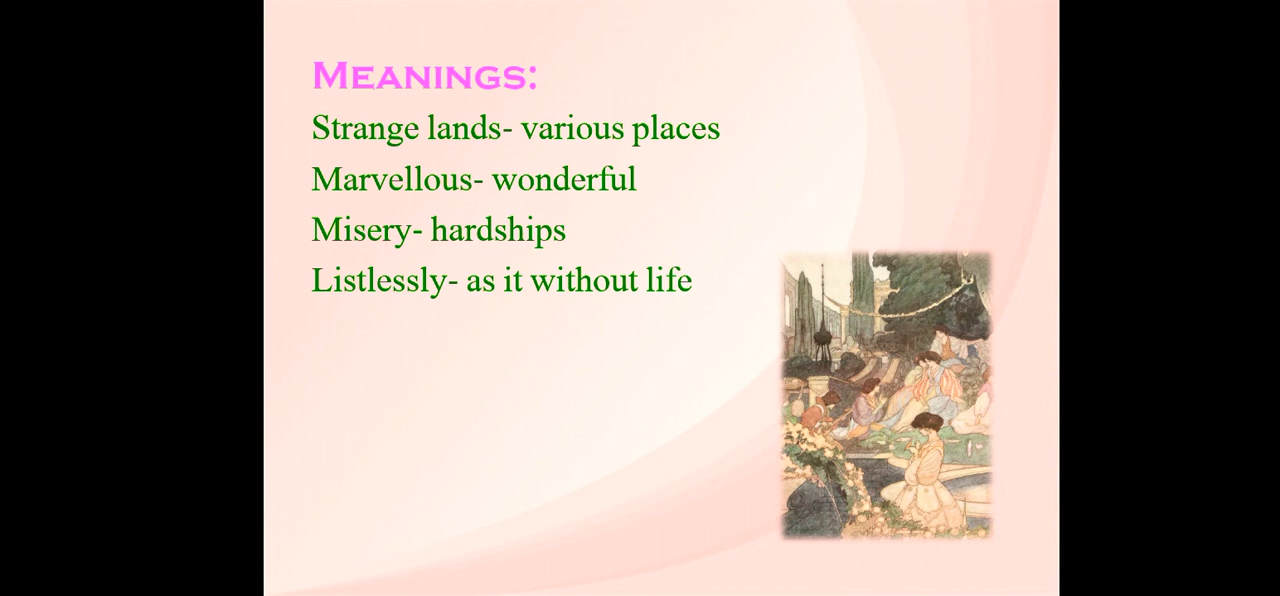 MEANINGS:
Strange lands- various places
Marvellous- wonderful
Misery- hardships
Listlessly- as it without life